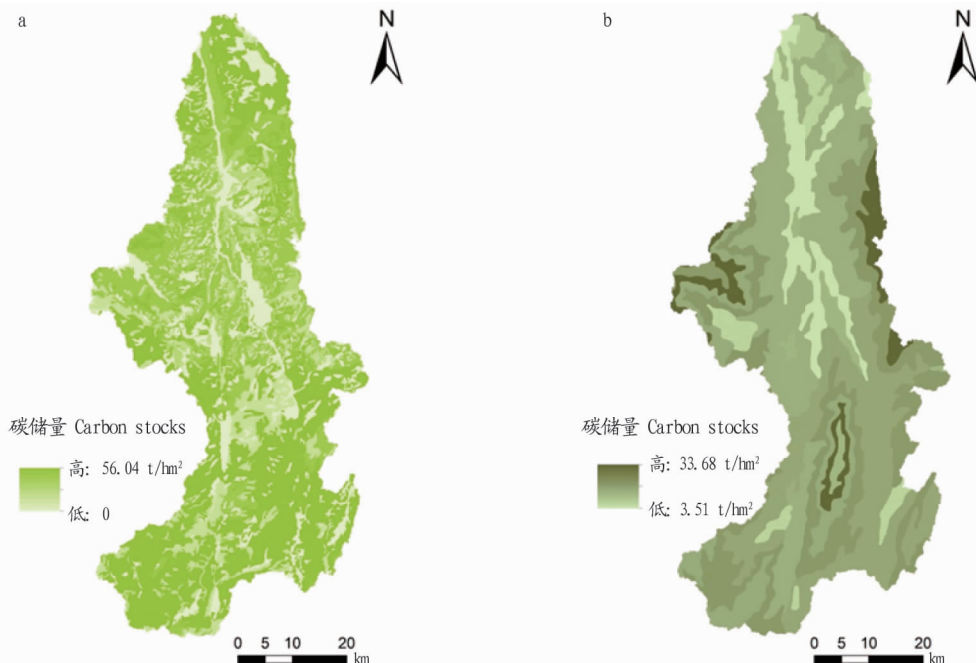 a
N
碳储量 Carbon stocks
高: 56.04 t/hm²
低: 0
0 5 10 20
km
b
N
碳储量 Carbon stocks
高: 33.68 t/hm²
低: 3.51 t/hm²
0 5 10 20
km